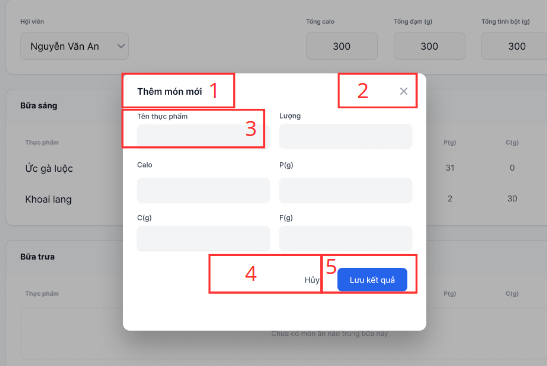 Hội viên
Tổng calo
Tổng đạm (g)
Tổng tinh bột (g)
Nguyễn Văn An
300
300
300
Thêm món mới
1
2
Bữa sáng
Tên thực phẩm
3
Lượng
Thực phẩm
P(g)
C(g)
Calo
P(g)
Ức gà luộc
31
0
Khoai lang
2
30
C(g)
F(g)
Bữa trưa
4
5
Hủy
Lưu kết quả
Thực phẩm
P(g)
C(g)
Chưa có món ăn nào trong bữa này